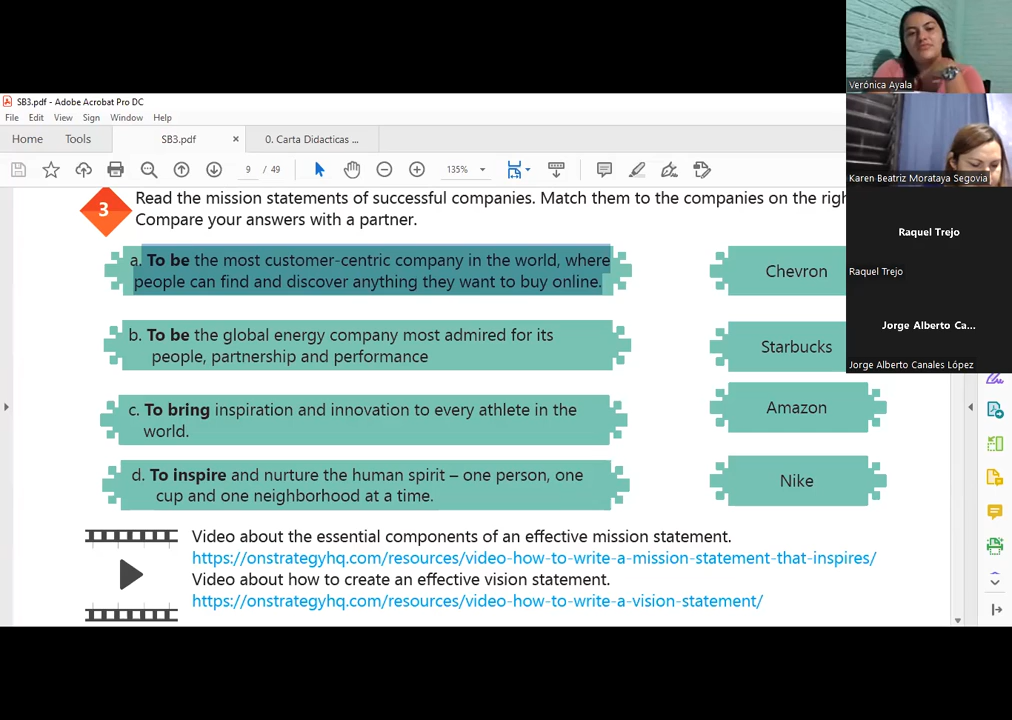 SB3.pdf - Adobe Acrobat Pro DC
File Edit View Sign Window Help
Home Tools SB3.pdf × 0. Carta Didacticas ...
9 / 49 135%
3 Read the mission statements of successful companies. Match them to the companies on the righ
Compare your answers with a partner.
a. To be the most customer-centric company in the world, where
people can find and discover anything they want to buy online.
Chevron
b. To be the global energy company most admired for its
people, partnership and performance
Starbucks
c. To bring inspiration and innovation to every athlete in the
world.
Amazon
d. To inspire and nurture the human spirit – one person, one
cup and one neighborhood at a time.
Nike
Video about the essential components of an effective mission statement.
https://onstrategyhq.com/resources/video-how-to-write-a-mission-statement-that-inspires/
Video about how to create an effective vision statement.
https://onstrategyhq.com/resources/video-how-to-write-a-vision-statement/
Verónica Ayala
Karen Beatriz Morataya Segovia
Raquel Trejo
Raquel Trejo
Jorge Alberto Ca...
Jorge Alberto Canales López